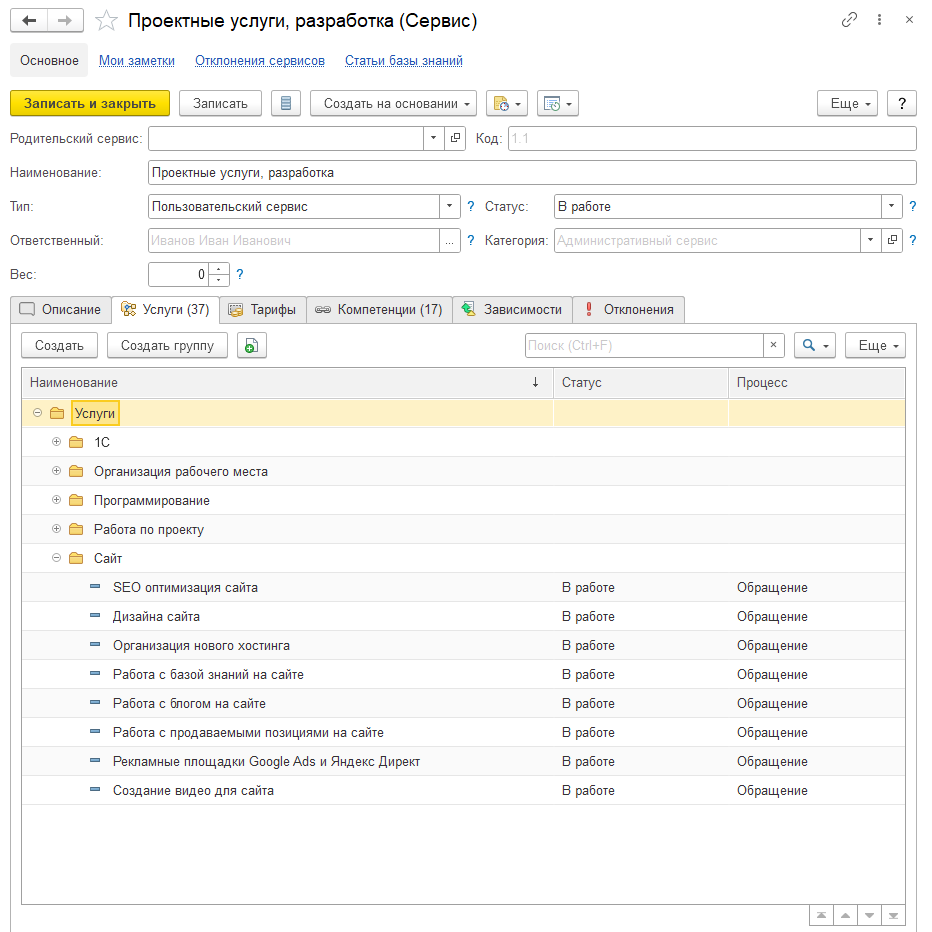 Проектные услуги, разработка (Сервис)
Основное Мои заметки Отклонения сервисов Статьи базы знаний
Записать и закрыть Записать Создать на основании Еще ?
Родительский сервис: Код: 1.1
Наименование: Проектные услуги, разработка
Тип: Пользовательский сервис ? Статус: В работе ?
Ответственный: Иванов Иван Иванович ... ? Категория: Административный сервис ?
Вес: 0 ?
Описание Услуги (37) Тарифы Компетенции (17) Зависимости Отклонения
Создать Создать группу Поиск (Ctrl+F) × Еще
Наименование ↓ Статус Процесс
Услуги
1С
Организация рабочего места
Программирование
Работа по проекту
Сайт
SEO оптимизация сайта В работе Обращение
Дизайна сайта В работе Обращение
Организация нового хостинга В работе Обращение
Работа с базой знаний на сайте В работе Обращение
Работа с блогом на сайте В работе Обращение
Работа с продаваемыми позициями на сайте В работе Обращение
Рекламные площадки Google Ads и Яндекс Директ В работе Обращение
Создание видео для сайта В работе Обращение